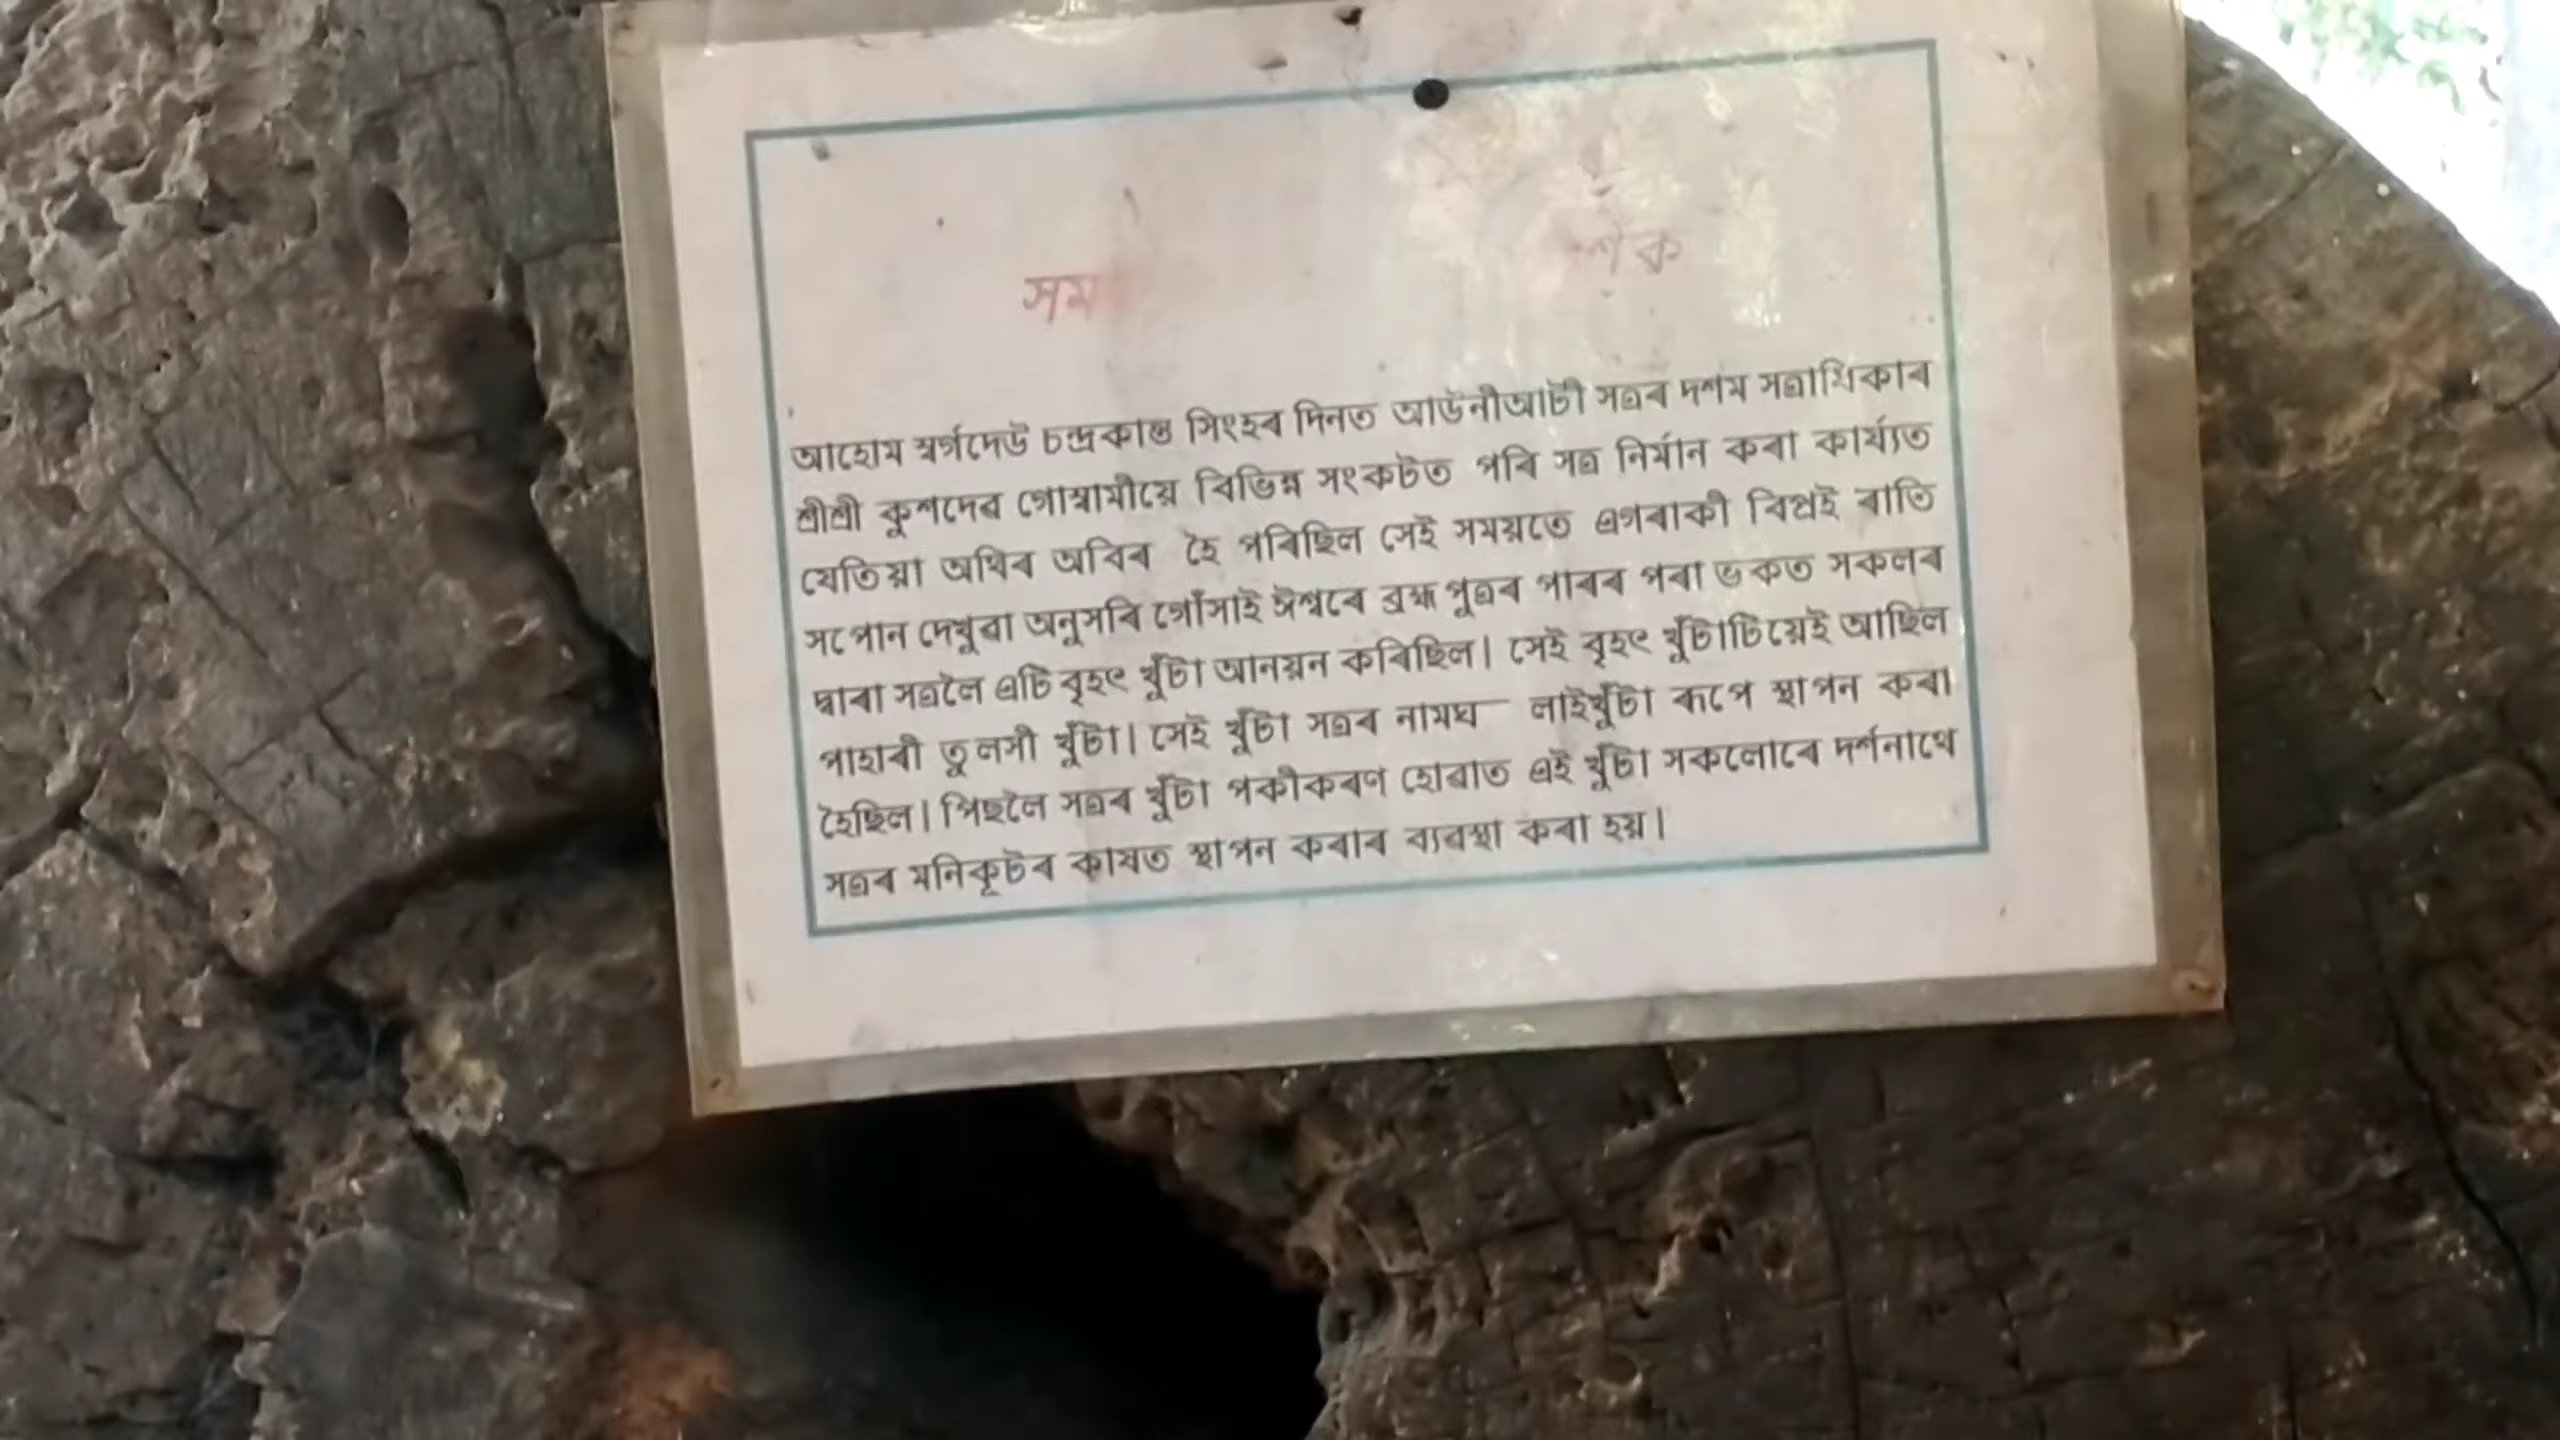 আহোম স্বৰ্গদেউ চন্দ্ৰকান্ত সিংহৰ দিনত আউনীআটী সত্ৰৰ দশম সত্ৰাধিকাৰ
শ্ৰীশ্ৰী কুশদেৱ গোস্বামীয়ে বিভিন্ন সংকটত পৰি সত্ৰ নিৰ্মান কৰা কাৰ্য্যত
যেতিয়া অথিৰ অবিৰ হৈ পৰিছিল সেই সময়তে এগৰাকী বিপ্ৰই ৰাতি
সপোন দেখুৱা অনুসৰি গোঁসাই ঈশ্বৰে ব্ৰহ্মপুত্ৰৰ পাৰৰ পৰা ভকত সকলৰ
দ্বাৰা সত্ৰলৈ এটি বৃহৎ খুঁটা আনয়ন কৰিছিল। সেই বৃহৎ খুঁটাটিয়েই আছিল
পাহাৰী তুলসী খুঁটা। সেই খুঁটা সত্ৰৰ নামঘ লাইখুঁটা ৰূপে স্থাপন কৰা
হৈছিল। পিছলৈ সত্ৰৰ খুঁটা পকীকৰণ হোৱাত এই খুঁটা সকলোৰে দৰ্শনাথে
সত্ৰৰ মনিকূটৰ কাষত স্থাপন কৰাৰ ব্যৱস্থা কৰা হয়।